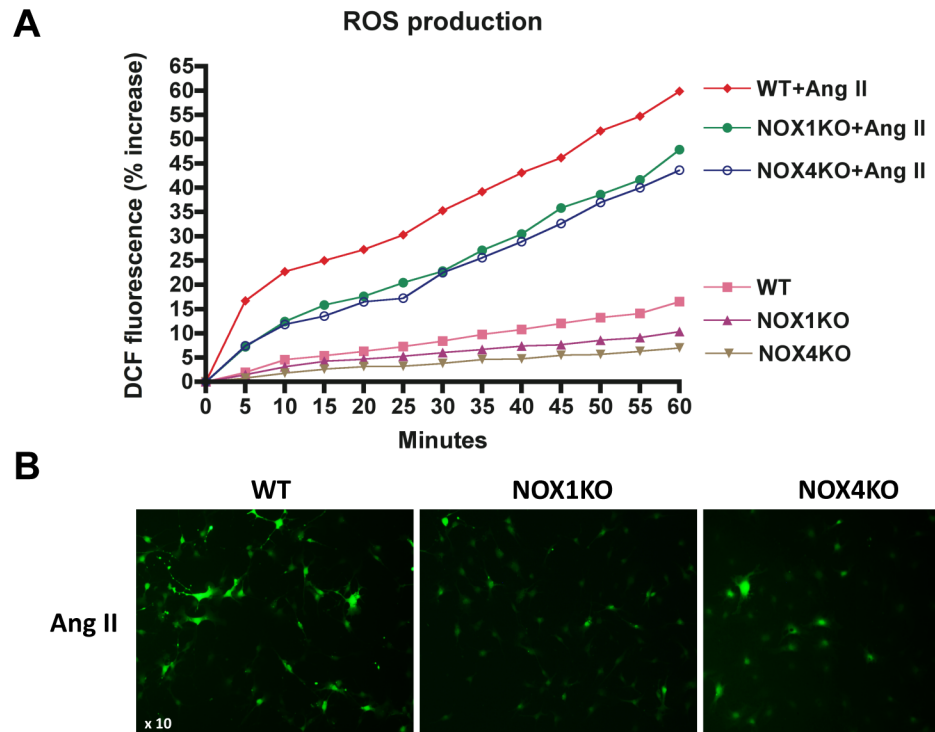 A
ROS production
DCF fluorescence (% increase)
65
60
55
50
45
40
35
30
25
20
15
10
5
0
0 5 10 15 20 25 30 35 40 45 50 55 60
Minutes
WT+Ang II
NOX1KO+Ang II
NOX4KO+Ang II
WT
NOX1KO
NOX4KO
B
WT NOX1KO NOX4KO
Ang II
x 10